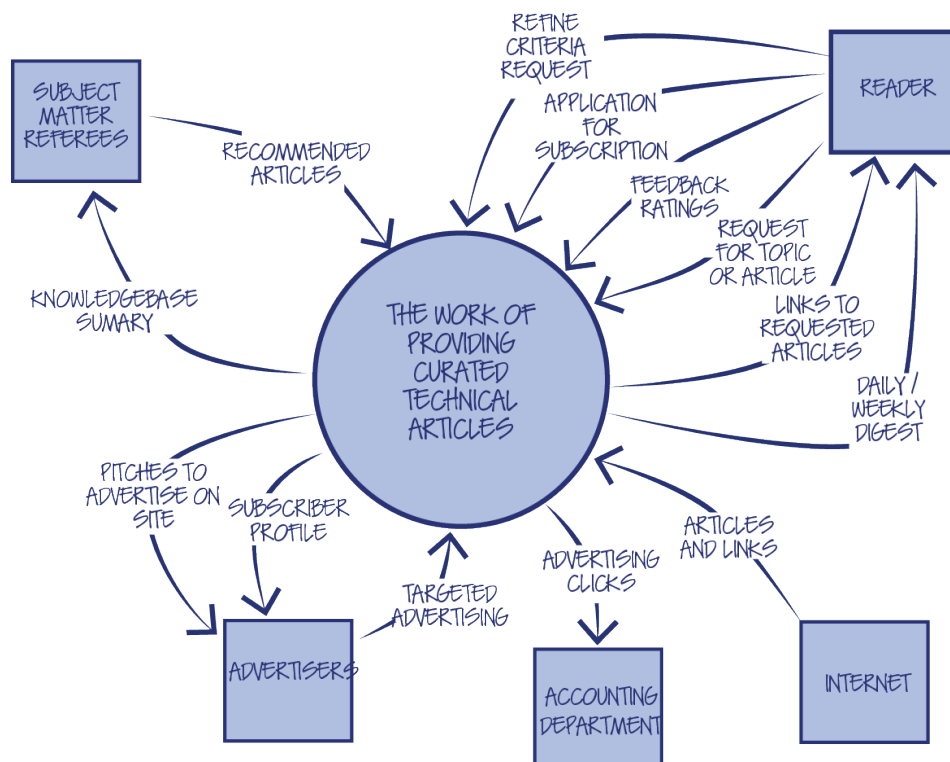 REFINE
CRITERIA
REQUEST
READER
SUBJECT
MATTER
REFEREES
APPLICATION
FOR
SUBSCRIPTION
RECOMMENDED
ARTICLES
FEEDBACK
RATINGS
REQUEST
FOR TOPIC
OR ARTICLE
KNOWLEDGEBASE
SUMARY
THE WORK OF
PROVIDING
CURATED
TECHNICAL
ARTICLES
LINKS TO
REQUESTED
ARTICLES
DAILY /
WEEKLY
DIGEST
PITCHES TO
ADVERTISE ON
SITE
SUBSCRIBER
PROFILE
ADVERTISING
CLICKS
ARTICLES
AND LINKS
TARGETED
ADVERTISING
ADVERTISERS
ACCOUNTING
DEPARTMENT
INTERNET